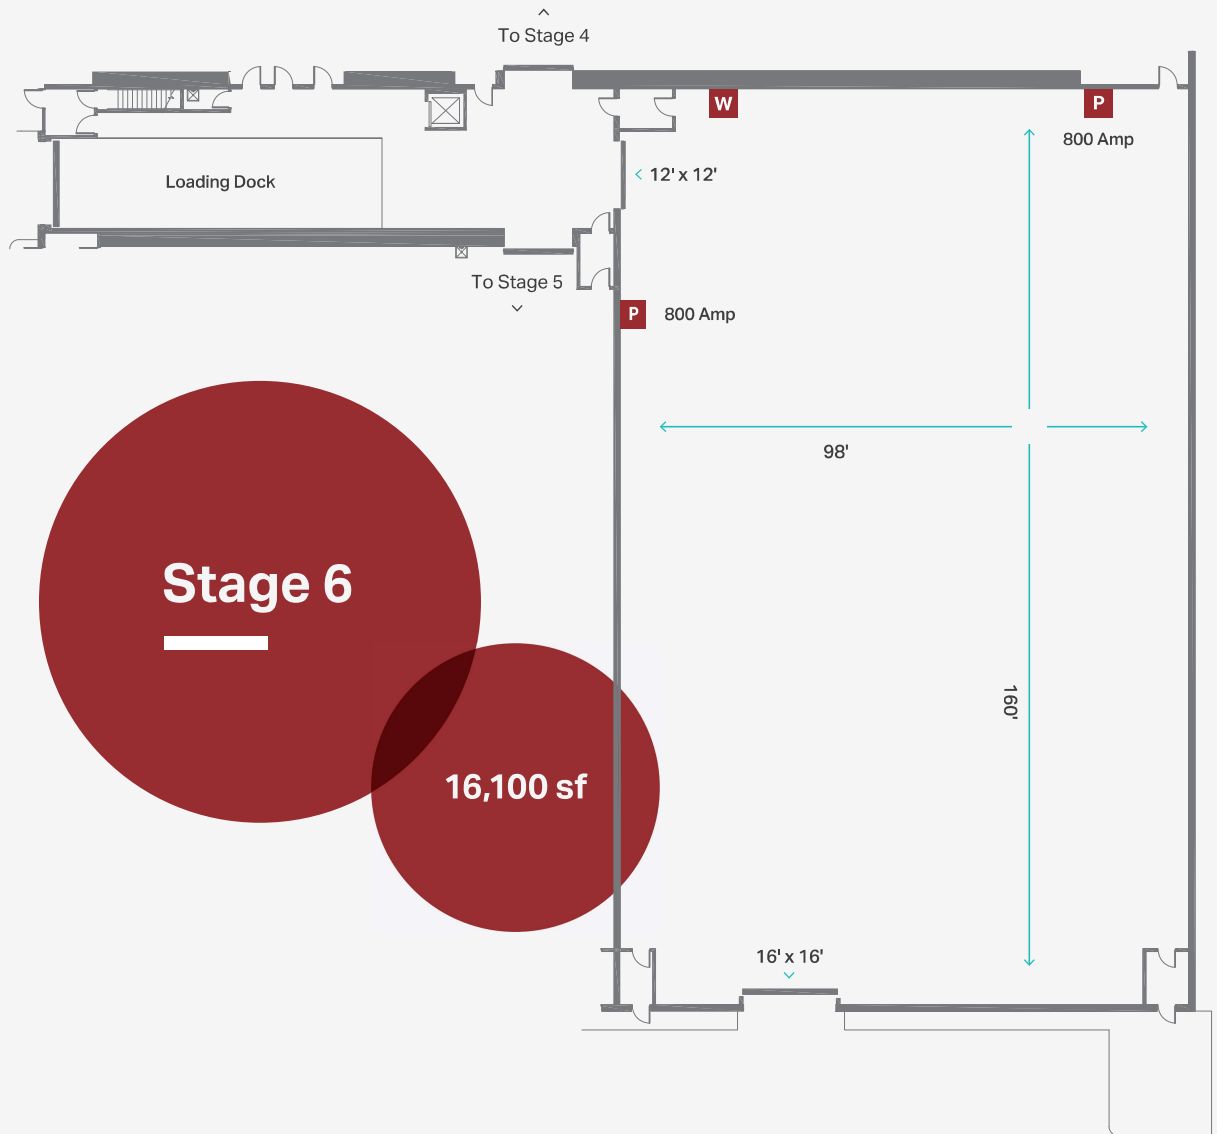 To Stage 4
W
P
800 Amp
12' x 12'
Loading Dock
To Stage 5
P
800 Amp
98'
Stage 6
160'
16,100 sf
16' x 16'